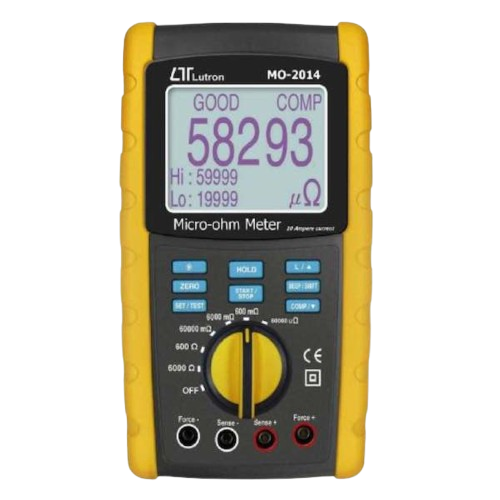 LT Lutron MO-2014
GOOD COMP
58293
Hi : 59999
Lo : 19999 μΩ
Micro-ohm Meter 10 Ampere current
HOLD L / ▲
ZERO START / STOP BEEP / SHIFT
SET / TEST COMP / ▼
6000 mΩ 600 mΩ 60000 μΩ
60000 mΩ
600 Ω
6000 Ω
OFF
CE
Force - Sense - Sense + Force +